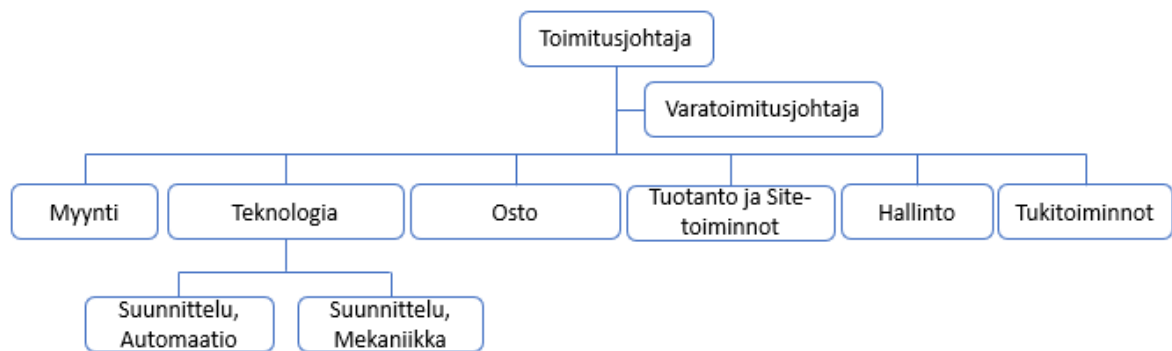 Toimitusjohtaja
Varatoimitusjohtaja
Myynti
Teknologia
Osto
Tuotanto ja Site-
toiminnot
Hallinto
Tukitoiminnot
Suunnittelu,
Automaatio
Suunnittelu,
Mekaniikka